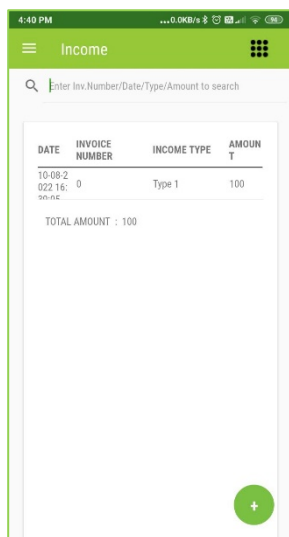 4:40 PM ...0.0KB/s 96
Income
Enter Inv.Number/Date/Type/Amount to search
DATE INVOICE NUMBER INCOME TYPE AMOUN
T
10-08-2
022 16: 0 Type 1 100
TOTAL AMOUNT : 100
+